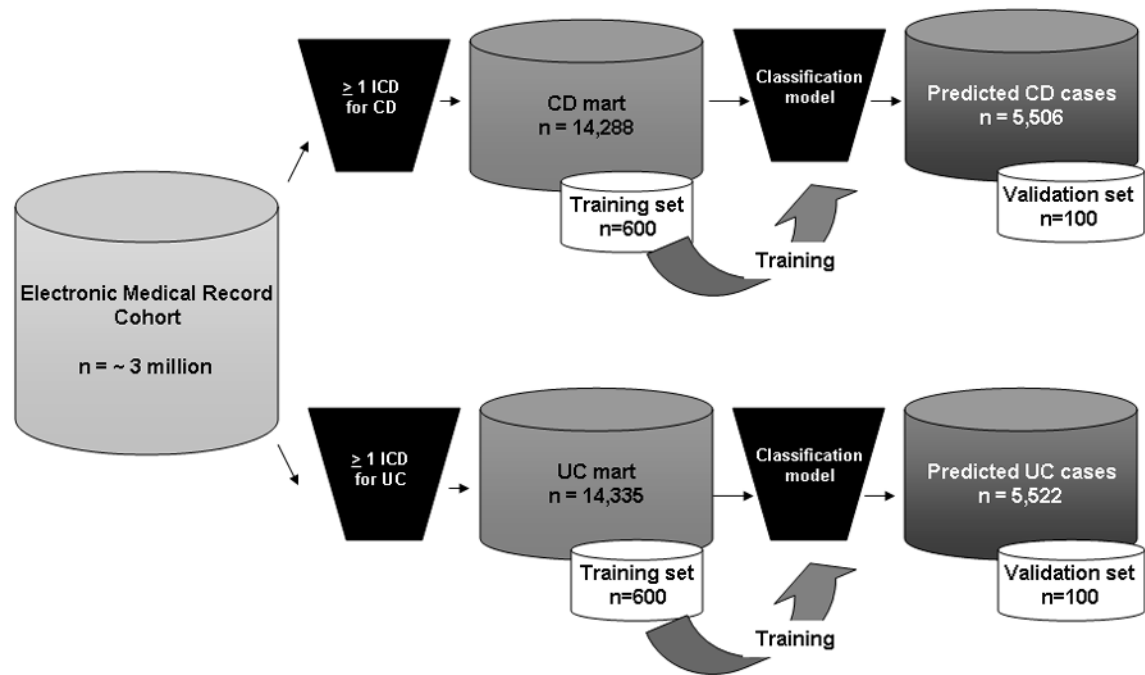 Electronic Medical Record
Cohort
n = ~ 3 million
≥ 1 ICD
for CD
CD mart
n = 14,288
Training set
n=600
Training
Classification
model
Predicted CD cases
n = 5,506
Validation set
n=100
≥ 1 ICD
for UC
UC mart
n = 14,335
Training set
n=600
Training
Classification
model
Predicted UC cases
n = 5,522
Validation set
n=100